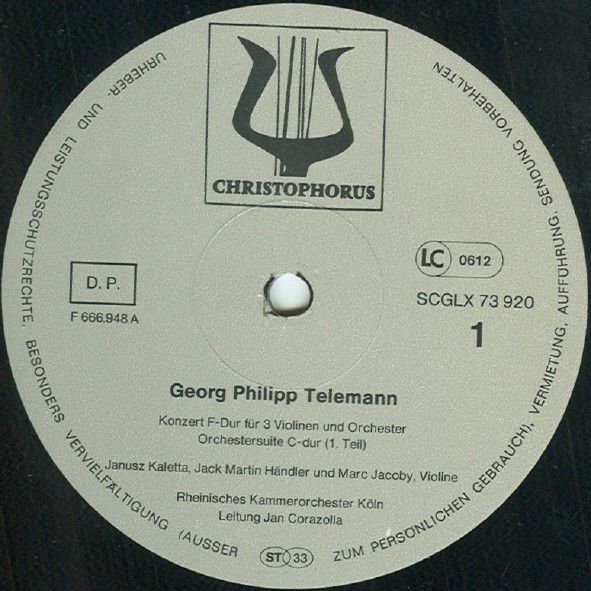 CHRISTOPHORUS
LC 0612
D. P.
SCGLX 73 920
F 666.948 A
1
Georg Philipp Telemann
Konzert F-Dur für 3 Violinen und Orchester
Orchestersuite C-dur (1. Teil)
Janusz Kaletta, Jack Martin Händler und Marc Jacoby, Violine
Rheinisches Kammerorchester Köln
Leitung Jan Corazolla
ST 33
URHEBER- UND LEISTUNGSSCHUTZRECHTE, BESONDERS VERVIELFÄLTIGUNG (AUSSER ZUM PERSÖNLICHEN GEBRAUCH), VERMIETUNG, AUFFÜHRUNG, SENDUNG VORBEHALTEN